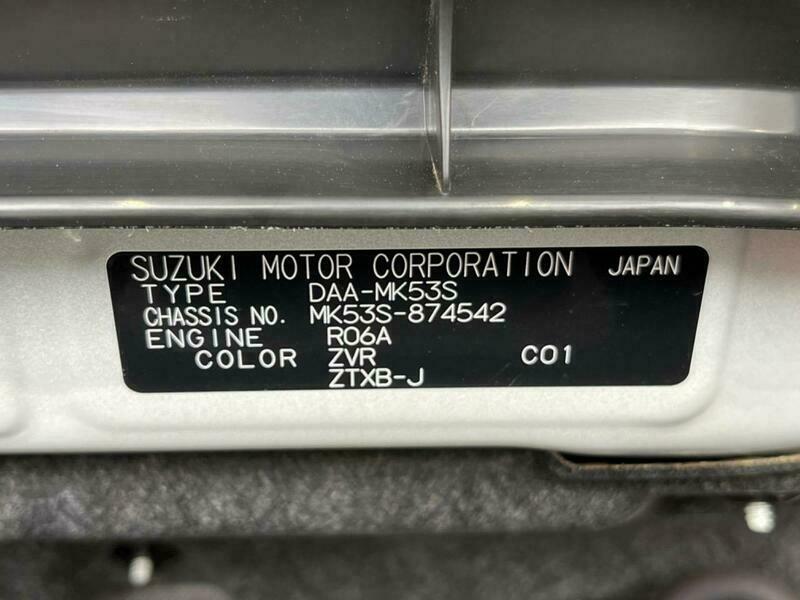 SUZUKI MOTOR CORPORATION JAPAN
TYPE DAA-MK53S
CHASSIS NO. MK53S-874542
ENGINE R06A
COLOR ZVR C01
ZTXB-J